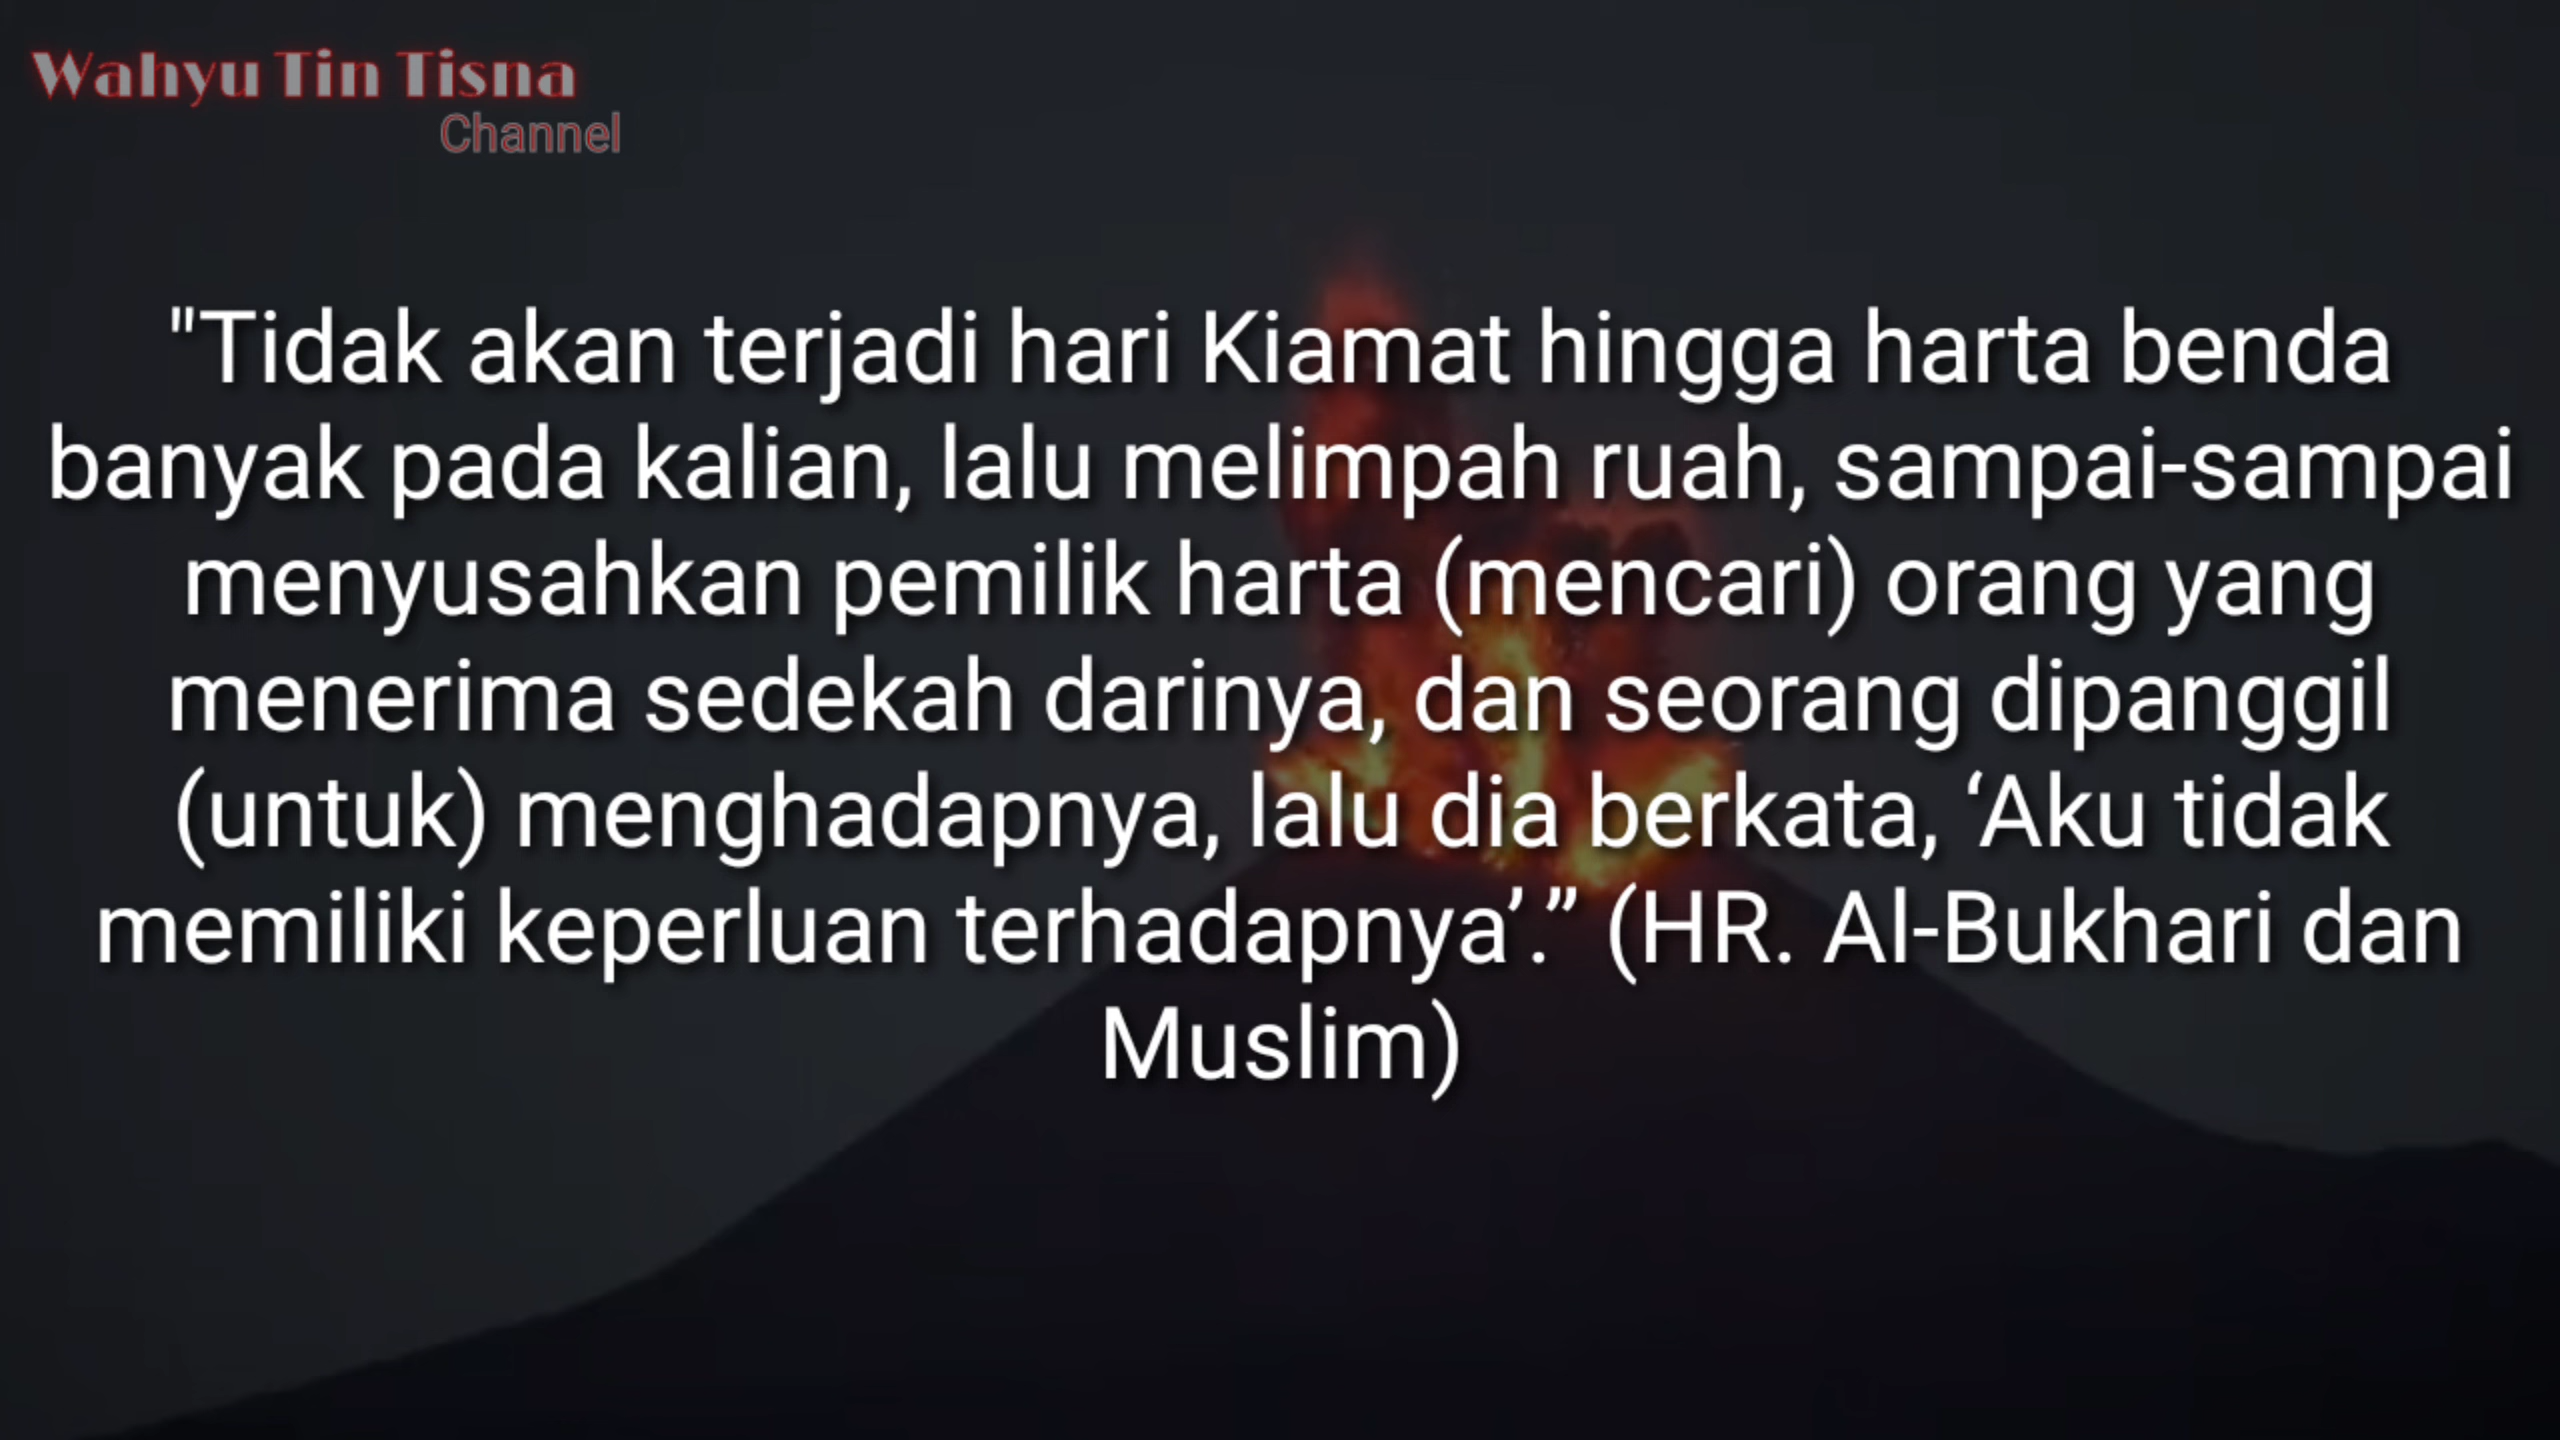 Wahyu Tin Tisna
Channel
"Tidak akan terjadi hari Kiamat hingga harta benda
banyak pada kalian, lalu melimpah ruah, sampai-sampai
menyusahkan pemilik harta (mencari) orang yang
menerima sedekah darinya, dan seorang dipanggil
(untuk) menghadapnya, lalu dia berkata, ‘Aku tidak
memiliki keperluan terhadapnya’.” (HR. Al-Bukhari dan
Muslim)